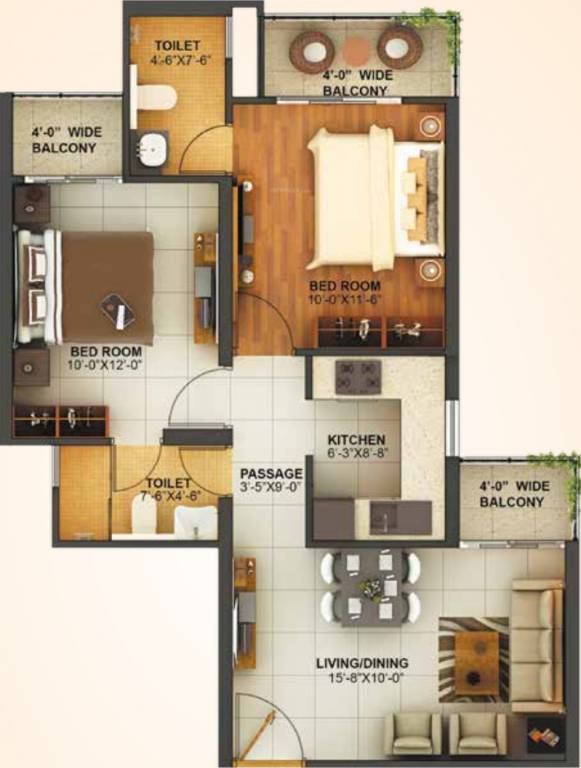 TOILET
4'-6"X7'-6"
4'-0" WIDE
BALCONY
4'-0" WIDE
BALCONY
BED ROOM
10'-0"X11'-6"
BED ROOM
10'-0"X12'-0"
KITCHEN
6'-3"X8'-8"
TOILET
7'-6"X4'-6"
PASSAGE
3'-5"X9'-0"
4'-0" WIDE
BALCONY
LIVING/DINING
15'-8"X10'-0"